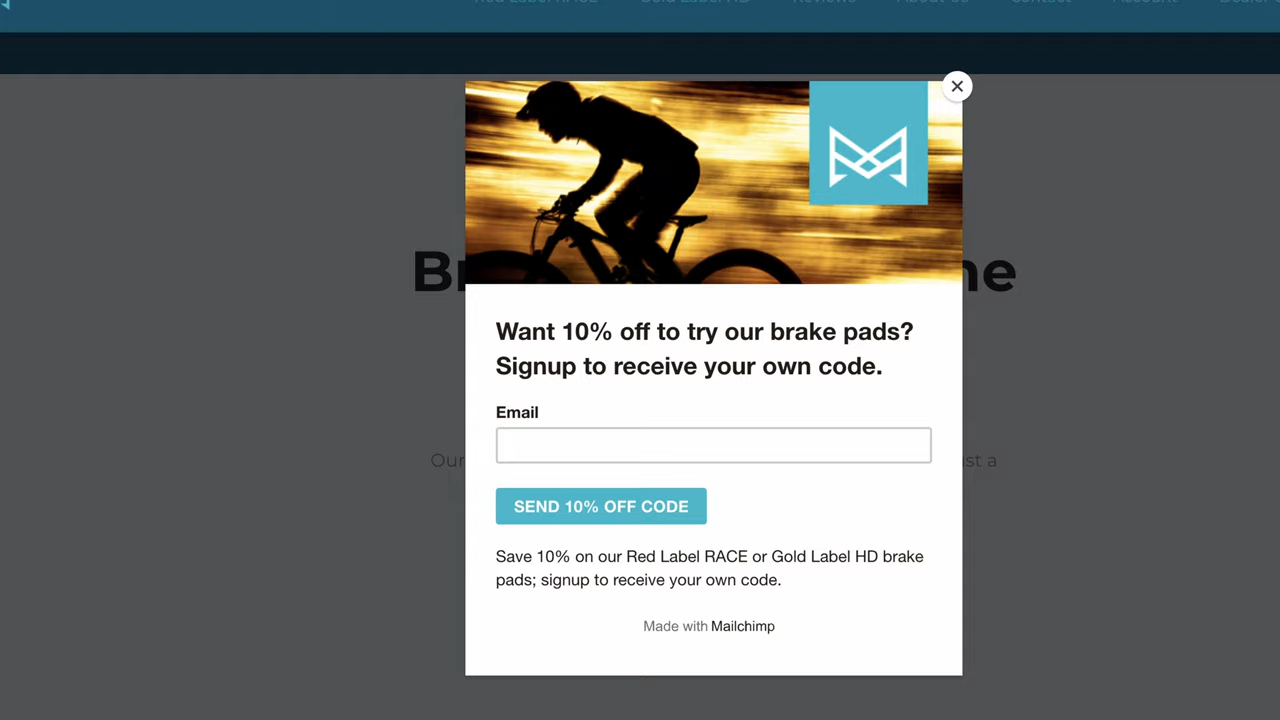 Want 10% off to try our brake pads?
Signup to receive your own code.
Email
Our
st a
SEND 10% OFF CODE
Save 10% on our Red Label RACE or Gold Label HD brake
pads; signup to receive your own code.
Made with Mailchimp